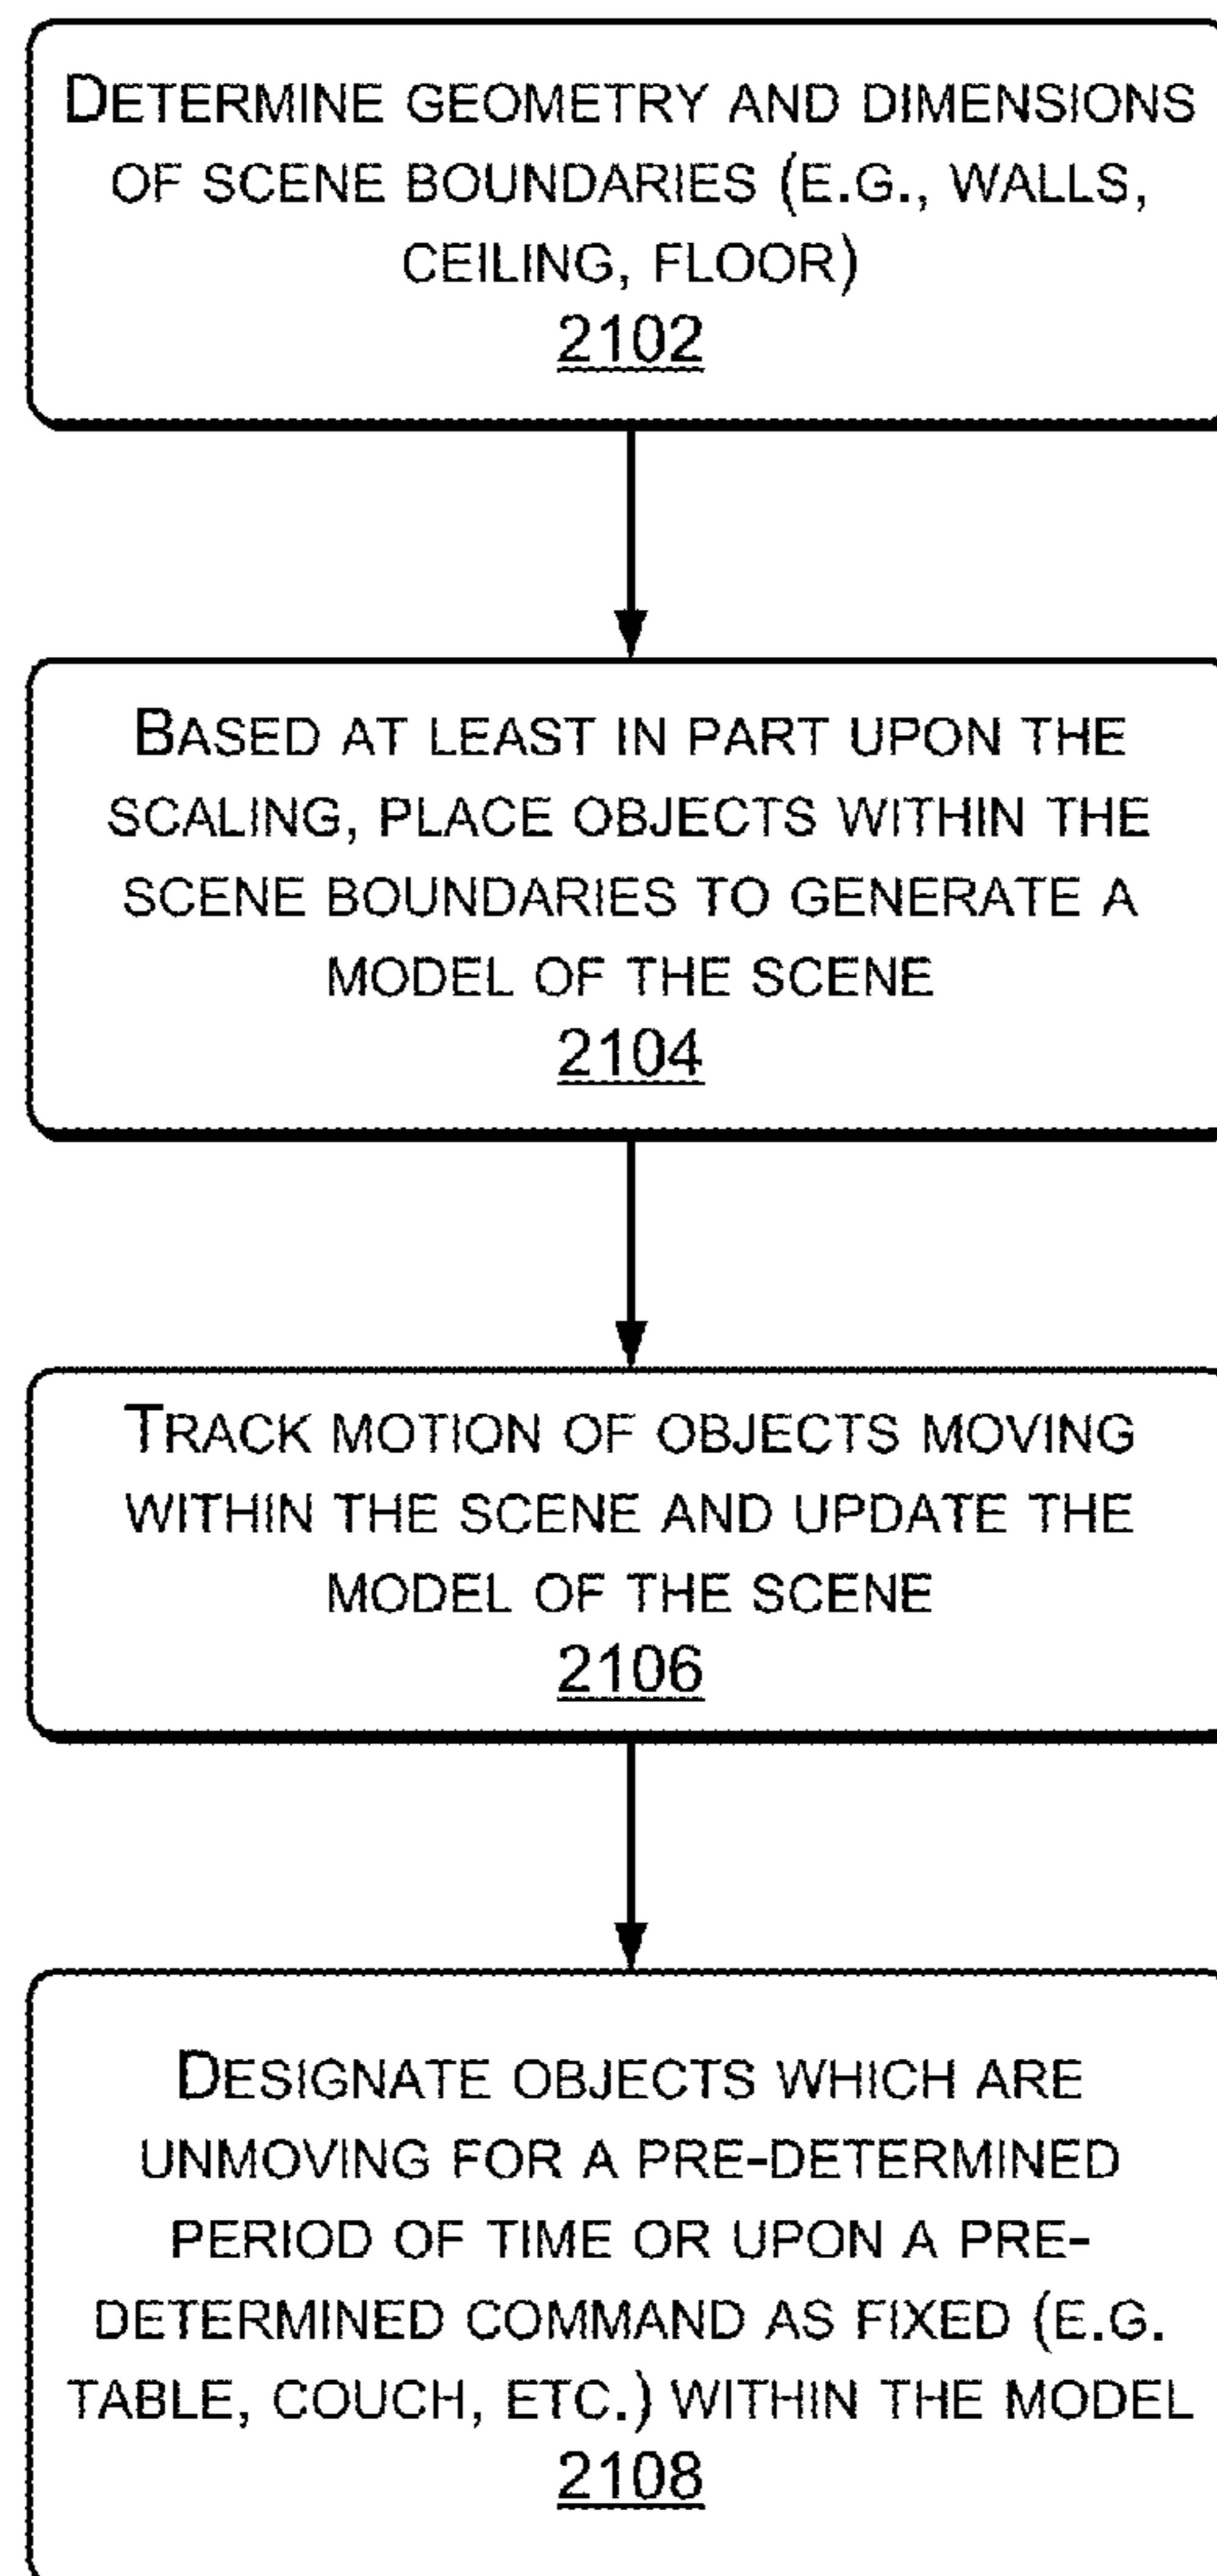 DETERMINE GEOMETRY AND DIMENSIONS
OF SCENE BOUNDARIES (E.G., WALLS,
CEILING, FLOOR)
2102
BASED AT LEAST IN PART UPON THE
SCALING, PLACE OBJECTS WITHIN THE
SCENE BOUNDARIES TO GENERATE A
MODEL OF THE SCENE
2104
TRACK MOTION OF OBJECTS MOVING
WITHIN THE SCENE AND UPDATE THE
MODEL OF THE SCENE
2106
DESIGNATE OBJECTS WHICH ARE
UNMOVING FOR A PRE-DETERMINED
PERIOD OF TIME OR UPON A PRE-
DETERMINED COMMAND AS FIXED (E.G.
TABLE, COUCH, ETC.) WITHIN THE MODEL
2108